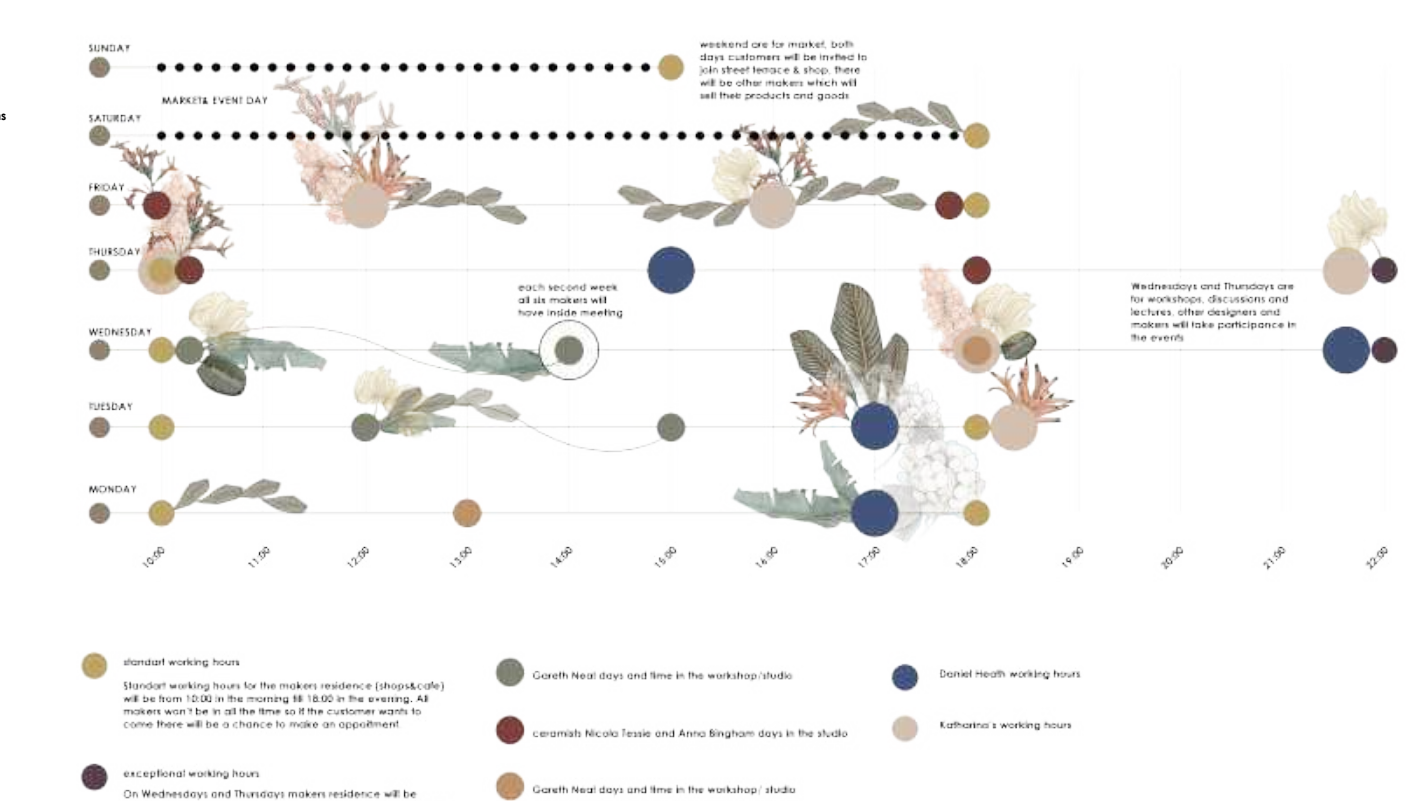 SUNDAY
weekend are for market, both
days customers will be invited to
join street terrace & shop. there
will be other makers which will
sell their products and goods
MARKET& EVENT DAY
SATURDAY
FRIDAY
THURSDAY
each second week
all six makers will
have inside meeting
Wednesdays and Thursdays are
for workshops, discussions and
lectures. other designers and
makers will take participance in
the events
WEDNESDAY
TUESDAY
MONDAY
10:00
11:00
12:00
13:00
14:00
15:00
16:00
17:00
18:00
19:00
20:00
21:00
22:00
standart working hours
Standart working hours for the makers residence (shops&cafe)
will be from 10:00 in the morning till 18:00 in the evening. All
makers won't be in all the time so if the customer wants to
come there will be a chance to make an appoitment.
exceptional working hours
On Wednesdays and Thursdays makers residence will be
Gareth Neal days and time in the workshop/studio
ceramists Nicola Tessie and Anna Bingham days in the studio
Gareth Neal days and time in the workshop/ studio
Daniel Heath working hours
Katharina's working hours